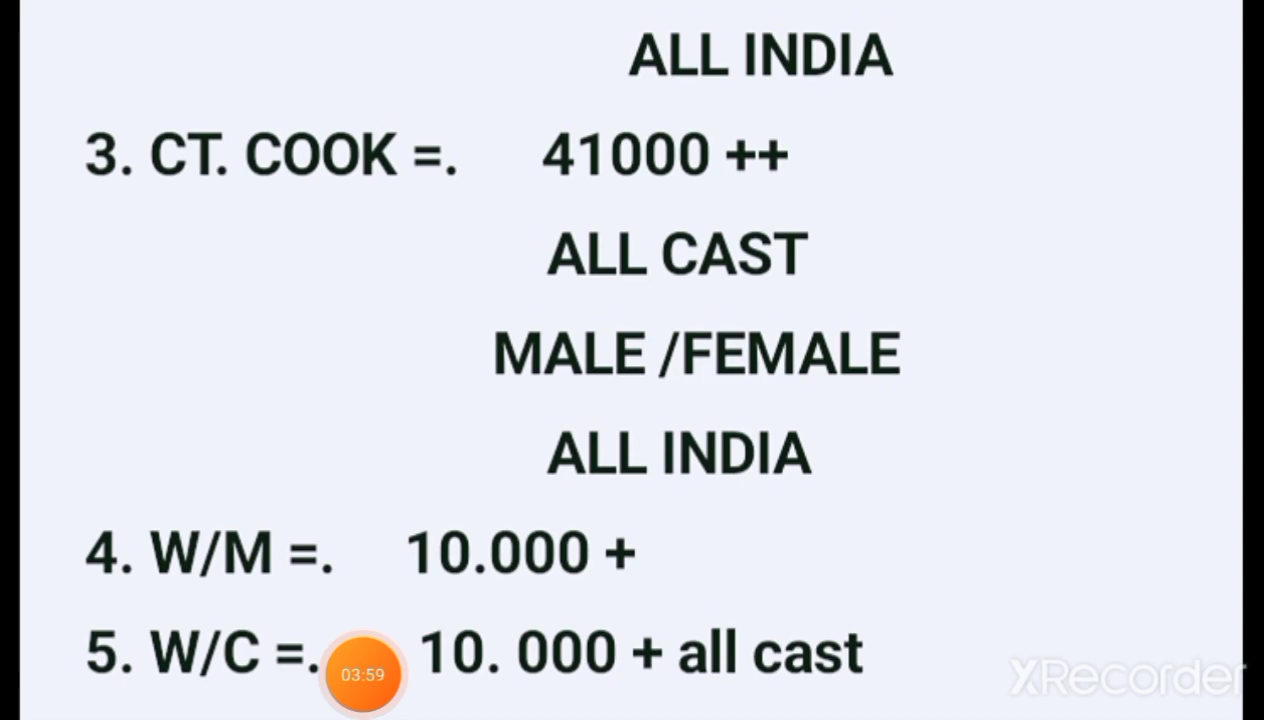 ALL INDIA
3. CT. COOK =. 41000 ++
ALL CAST
MALE /FEMALE
ALL INDIA
4. W/M =. 10.000 +
5. W/C =. 10. 000 + all cast
03:59
XRecorder